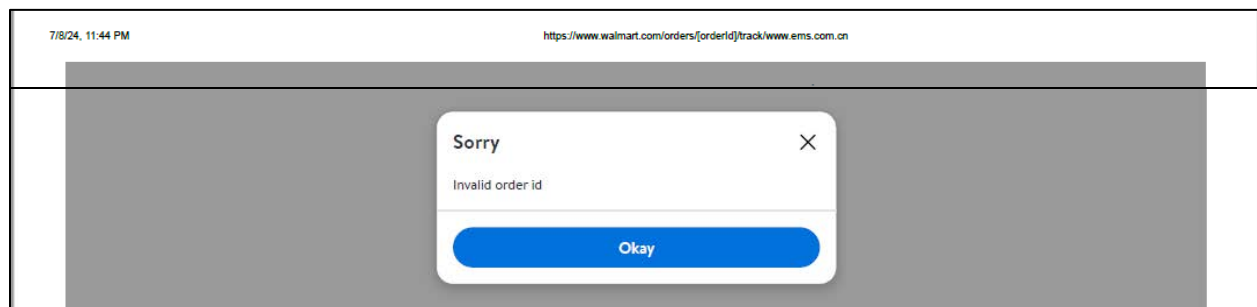 7/8/24, 11:44 PM https://www.walmart.com/orders/[orderId]/track/www.ems.com.cn
Sorry
Invalid order id
Okay